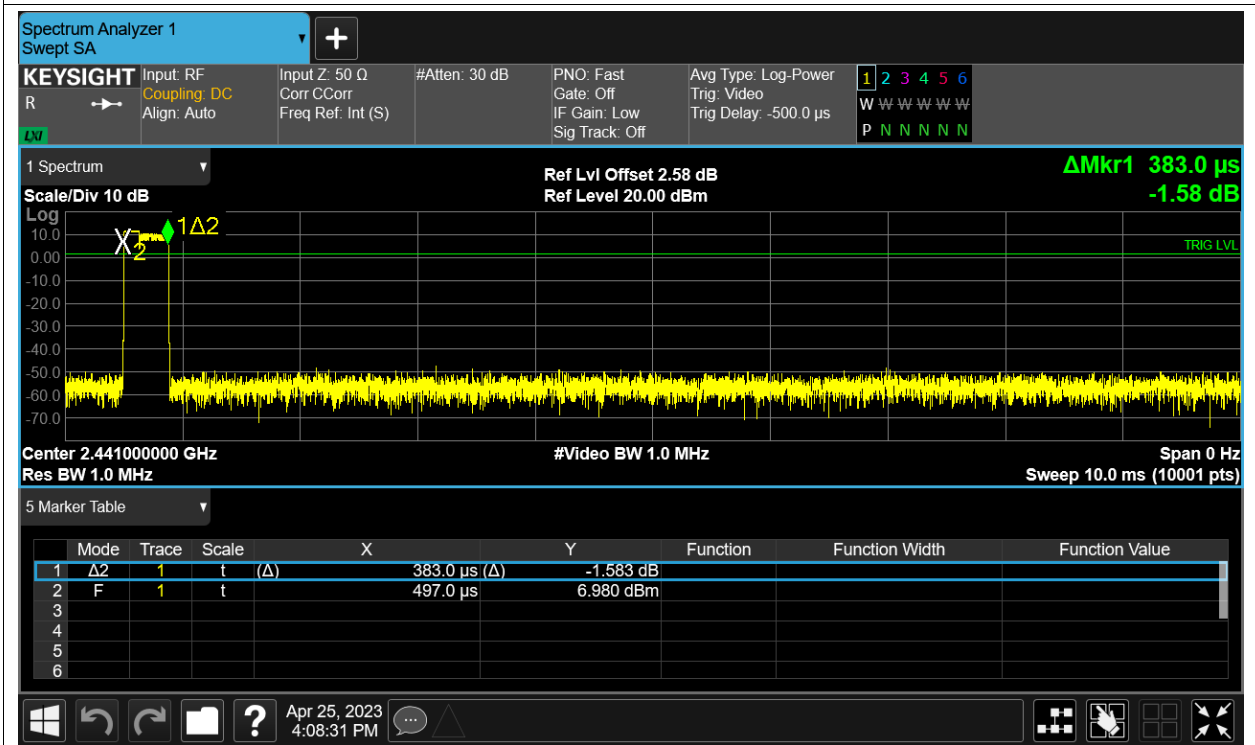 Spectrum Analyzer 1
Swept SA
KEYSIGHT Input: RF Input Z: 50 Ω #Atten: 30 dB PNO: Fast Avg Type: Log-Power 1 2 3 4 5 6
R Coupling: DC Corr CCorr Gate: Off Trig: Video W W W W W W
Align: Auto Freq Ref: Int (S) IF Gain: Low Trig Delay: -500.0 µs
LXI Sig Track: Off P N N N N N
1 Spectrum Ref Lvl Offset 2.58 dB ΔMkr1 383.0 µs
Scale/Div 10 dB Ref Level 20.00 dBm -1.58 dB
Log
10.0 X 2 1Δ2
TRIG LVL
0.00
-10.0
-20.0
-30.0
-40.0
-50.0
-60.0
-70.0
Center 2.441000000 GHz #Video BW 1.0 MHz Span 0 Hz
Res BW 1.0 MHz Sweep 10.0 ms (10001 pts)
5 Marker Table
Mode Trace Scale X Y Function Function Width Function Value
1 Δ2 1 t (Δ) 383.0 µs (Δ) -1.583 dB
2 F 1 t 497.0 µs 6.980 dBm
3
4
5
6
? Apr 25, 2023
4:08:31 PM